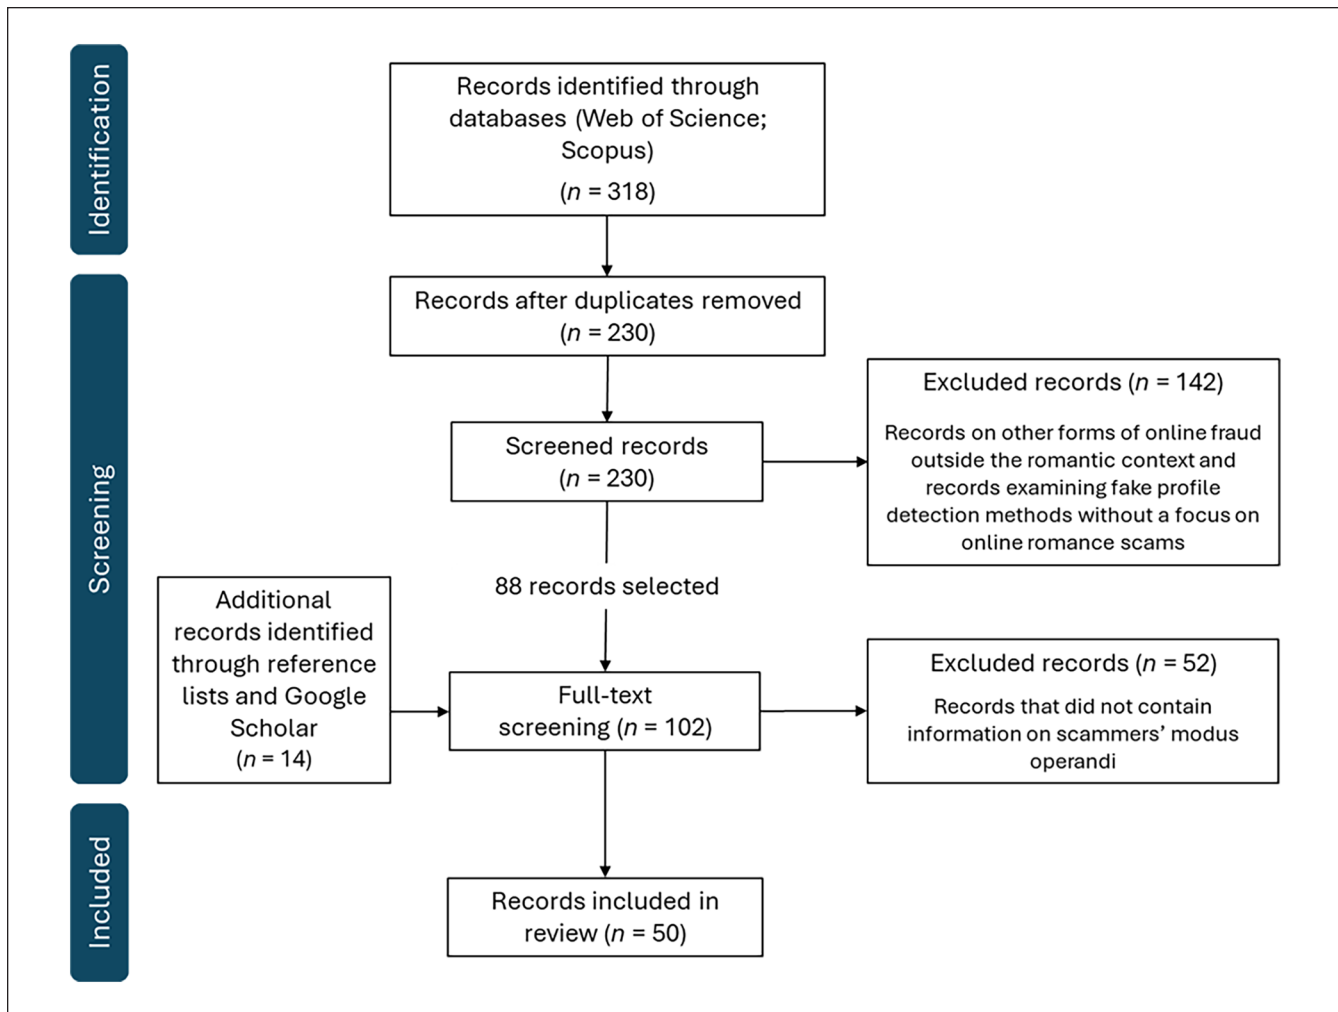 Identification
Records identified through
databases (Web of Science;
Scopus)
(n = 318)
Records after duplicates removed
(n = 230)
Screening
Screened records
(n = 230)
Excluded records (n = 142)
Records on other forms of online fraud
outside the romantic context and
records examining fake profile
detection methods without a focus on
online romance scams
88 records selected
Additional
records identified
through reference
lists and Google
Scholar
(n = 14)
Full-text
screening (n = 102)
Excluded records (n = 52)
Records that did not contain
information on scammers’ modus
operandi
Included
Records included in
review (n = 50)